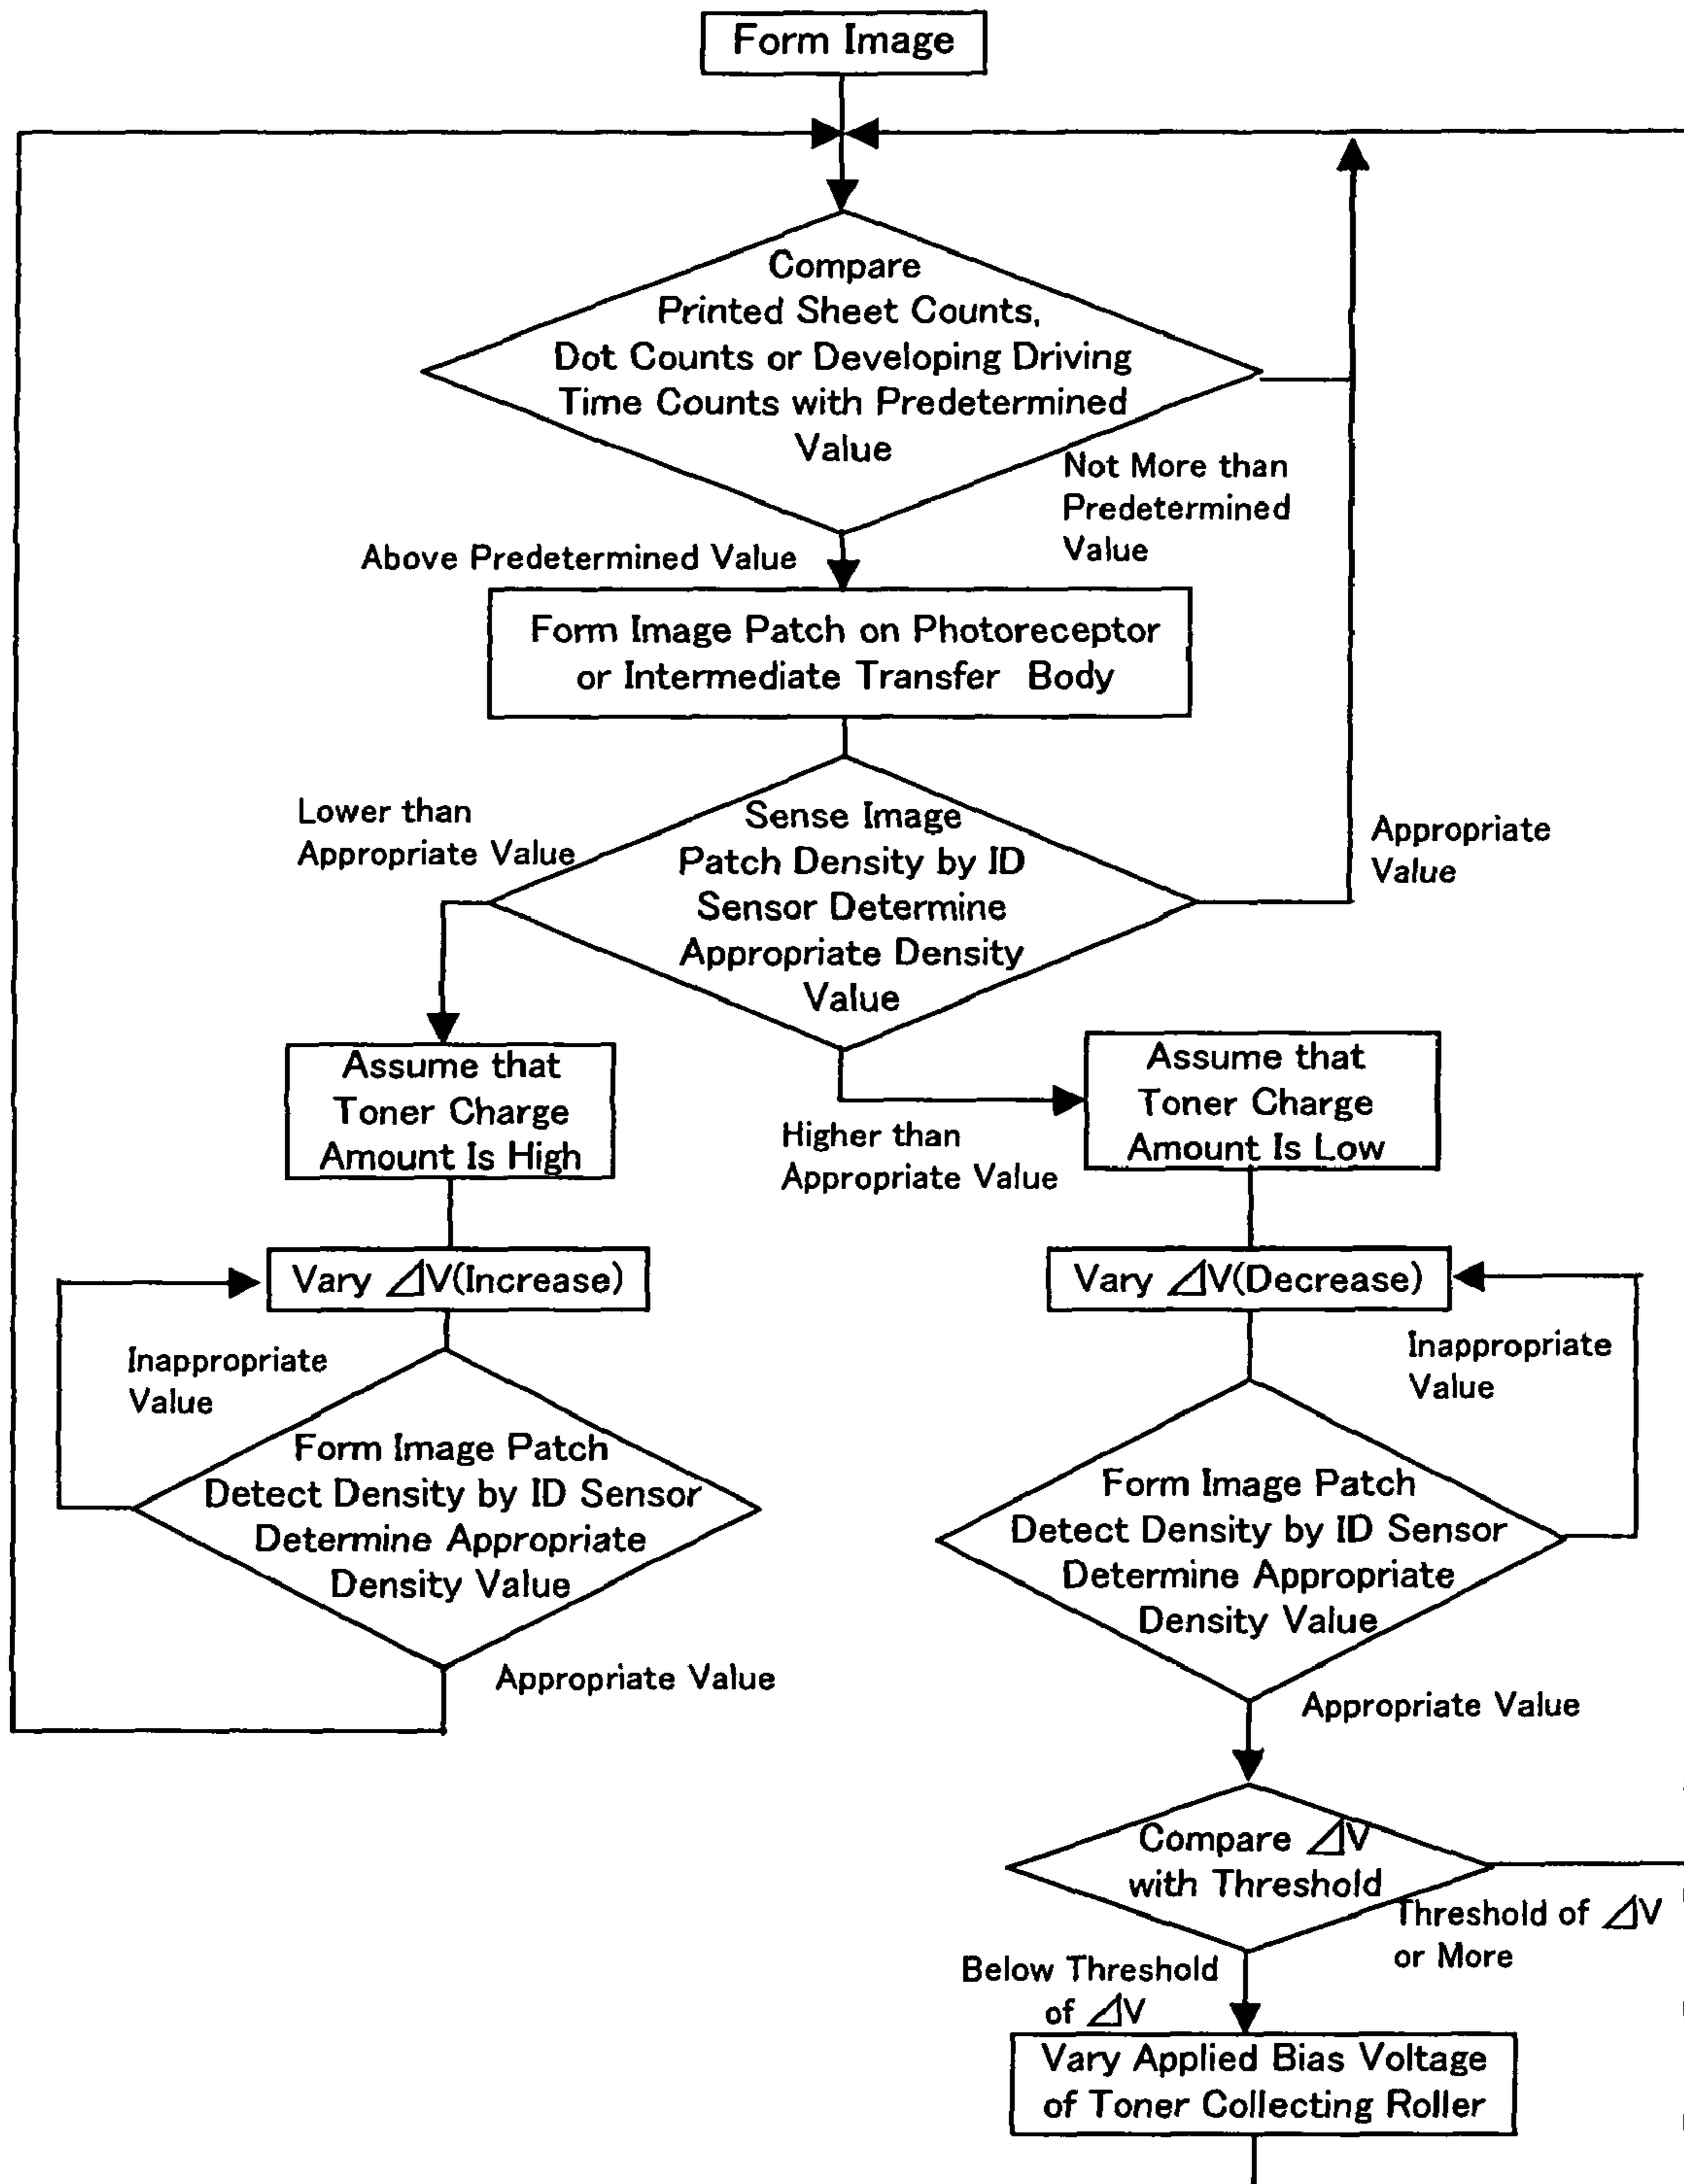 Form Image
Compare
Printed Sheet Counts,
Dot Counts or Developing Driving
Time Counts with Predetermined
Value
Not More than
Predetermined
Value
Above Predetermined Value
Form Image Patch on Photoreceptor
or Intermediate Transfer Body
Lower than
Appropriate Value
Sense Image
Patch Density by ID
Sensor Determine
Appropriate Density
Value
Appropriate
Value
Assume that
Toner Charge
Amount Is High
Higher than
Appropriate Value
Assume that
Toner Charge
Amount Is Low
Vary ⊿V(Increase)
Vary ⊿V(Decrease)
Inappropriate
Value
Form Image Patch
Detect Density by ID Sensor
Determine Appropriate
Density Value
Appropriate Value
Inappropriate
Value
Form Image Patch
Detect Density by ID Sensor
Determine Appropriate
Density Value
Appropriate Value
Compare ⊿V
with Threshold
Threshold of ⊿V
or More
Below Threshold
of ⊿V
Vary Applied Bias Voltage
of Toner Collecting Roller